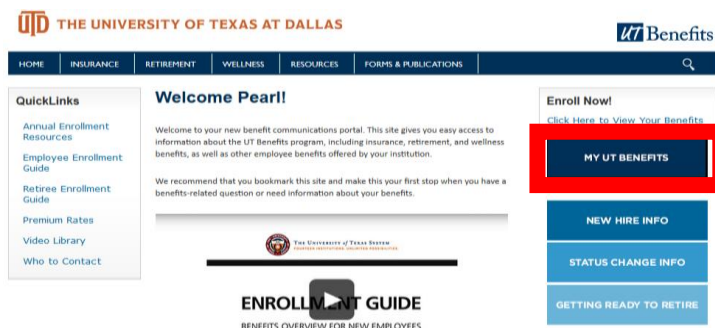 UTD THE UNIVERSITY OF TEXAS AT DALLAS
UT Benefits
HOME INSURANCE RETIREMENT WELLNESS RESOURCES FORMS & PUBLICATIONS
QuickLinks
Annual Enrollment
Resources
Employee Enrollment
Guide
Retiree Enrollment
Guide
Premium Rates
Video Library
Who to Contact
Welcome Pearl!
Welcome to your new benefit communications portal. This site gives you easy access to
information about the UT Benefits program, including insurance, retirement, and wellness
benefits, as well as other employee benefits offered by your institution.
We recommend that you bookmark this site and make this your first stop when you have a
benefits-related question or need information about your benefits.
THE UNIVERSITY of TEXAS SYSTEM
FOURTEEN INSTITUTIONS. UNLIMITED POSSIBILITIES.
ENROLLMENT GUIDE
BENEFITS OVERVIEW FOR NEW EMPLOYEES
Enroll Now!
Click Here to View Your Benefits
MY UT BENEFITS
NEW HIRE INFO
STATUS CHANGE INFO
GETTING READY TO RETIRE